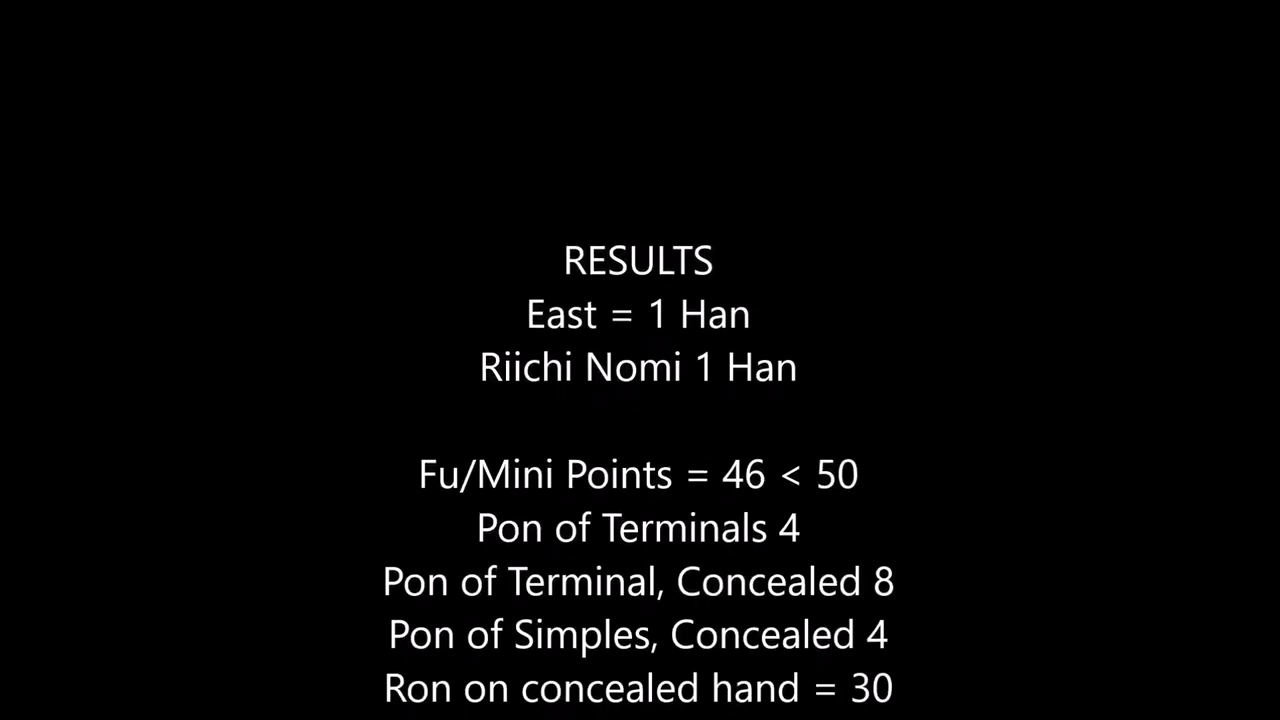 RESULTS
East = 1 Han
Riichi Nomi 1 Han
Fu/Mini Points = 46 < 50
Pon of Terminals 4
Pon of Terminal, Concealed 8
Pon of Simples, Concealed 4
Ron on concealed hand = 30